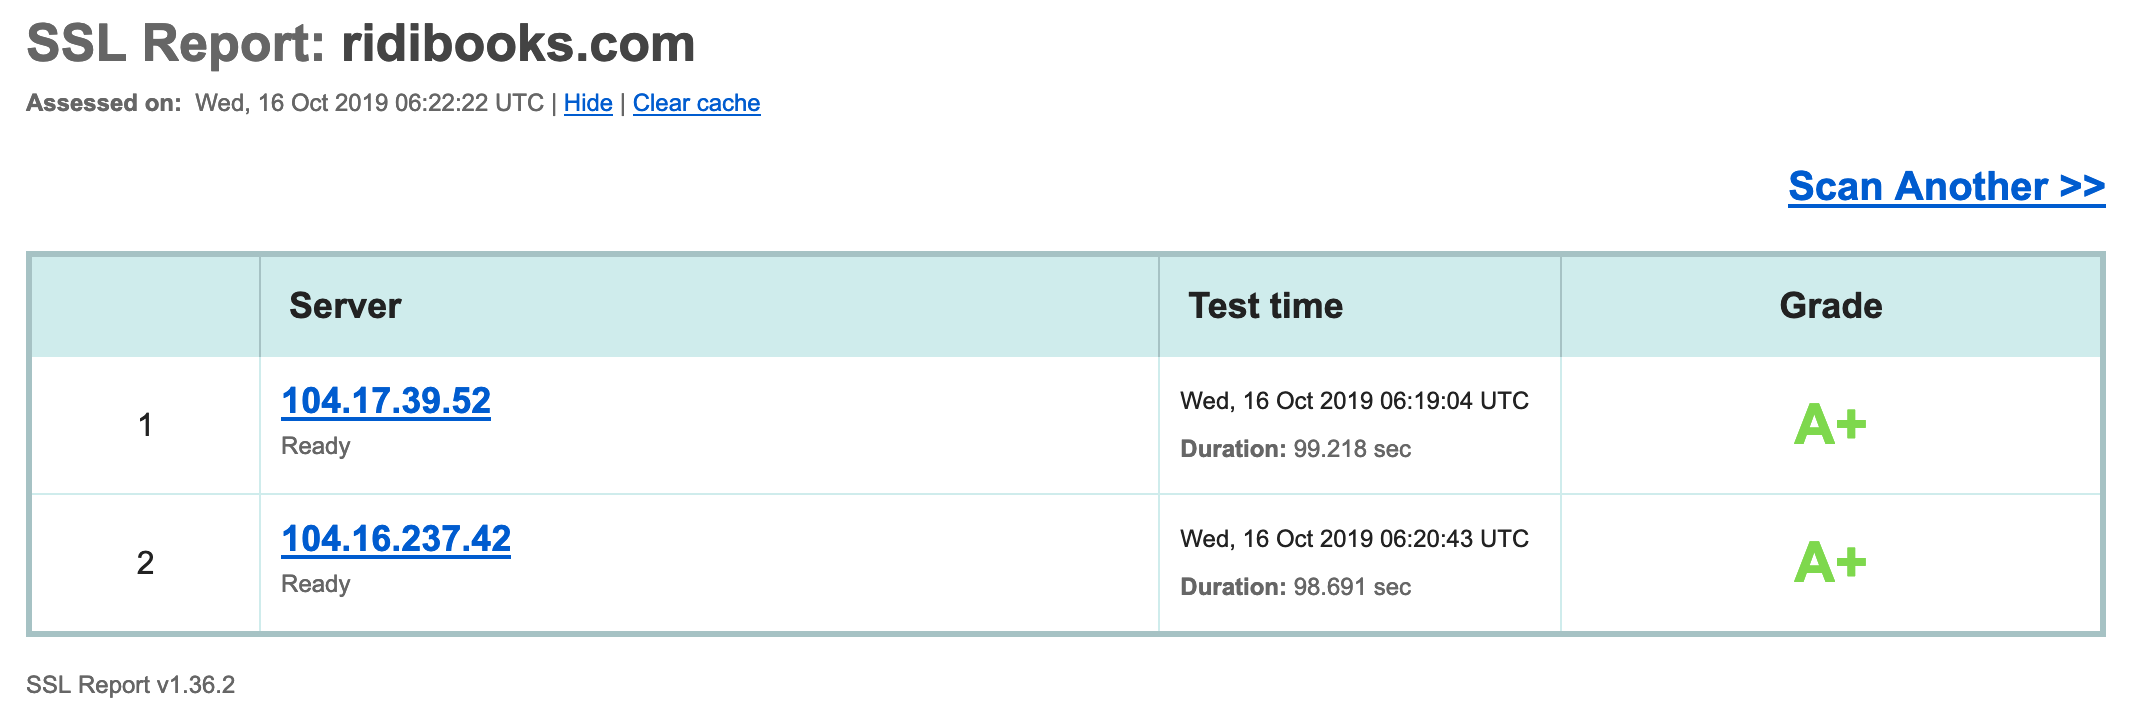 SSL Report: ridibooks.com
Assessed on: Wed, 16 Oct 2019 06:22:22 UTC | Hide | Clear cache
Scan Another >>
Server Test time Grade
1 104.17.39.52 Wed, 16 Oct 2019 06:19:04 UTC A+
Ready Duration: 99.218 sec
2 104.16.237.42 Wed, 16 Oct 2019 06:20:43 UTC A+
Ready Duration: 98.691 sec
SSL Report v1.36.2